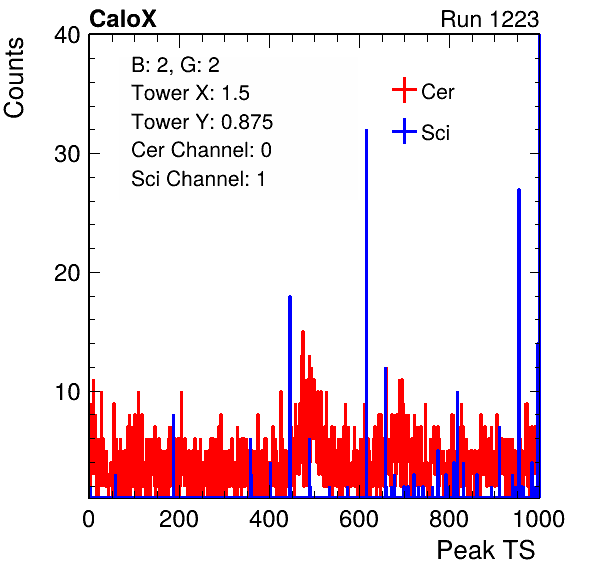 CaloX Run 1223
Counts
B: 2, G: 2
Tower X: 1.5
Tower Y: 0.875
Cer Channel: 0
Sci Channel: 1
Cer
Sci
40
30
20
10
0 200 400 600 800 1000
Peak TS